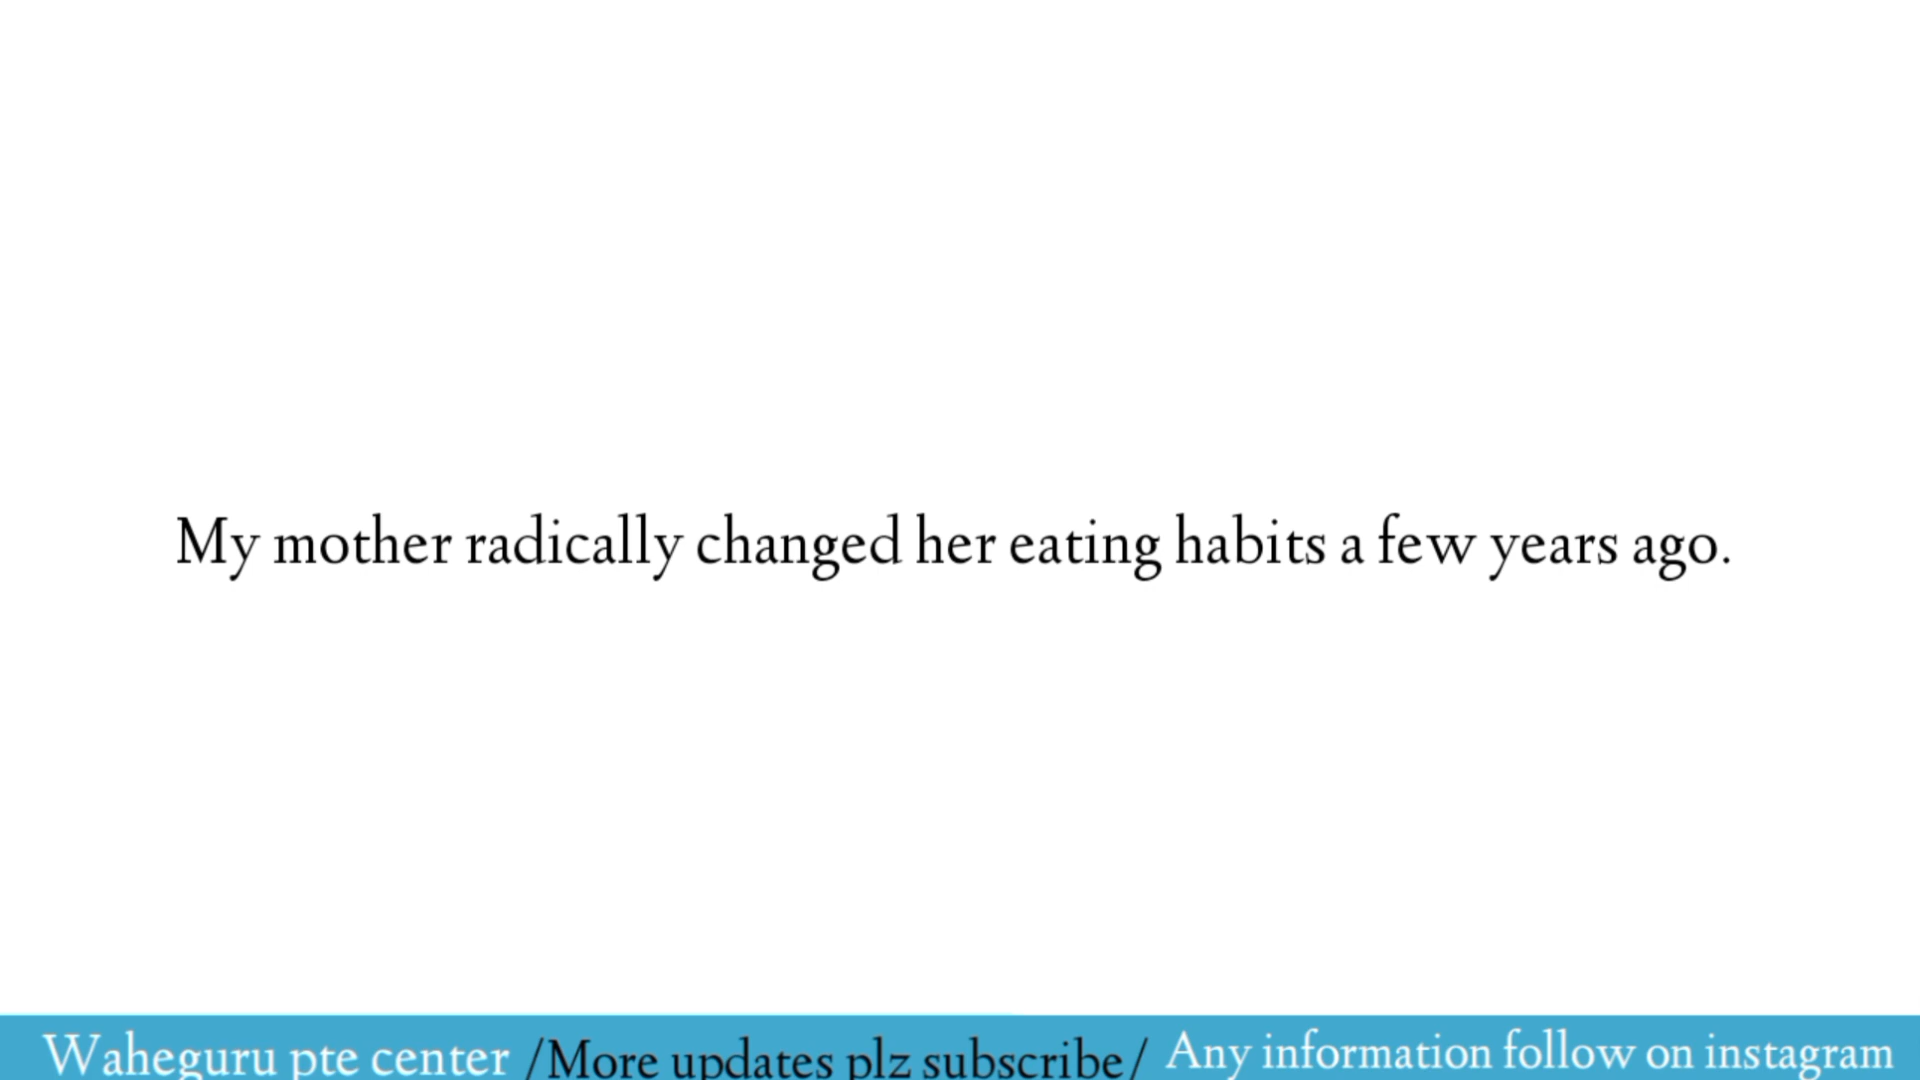 My mother radically changed her eating habits a few years ago.
Waheguru pte center /More updates plz subscribe/ Any information follow on instagram